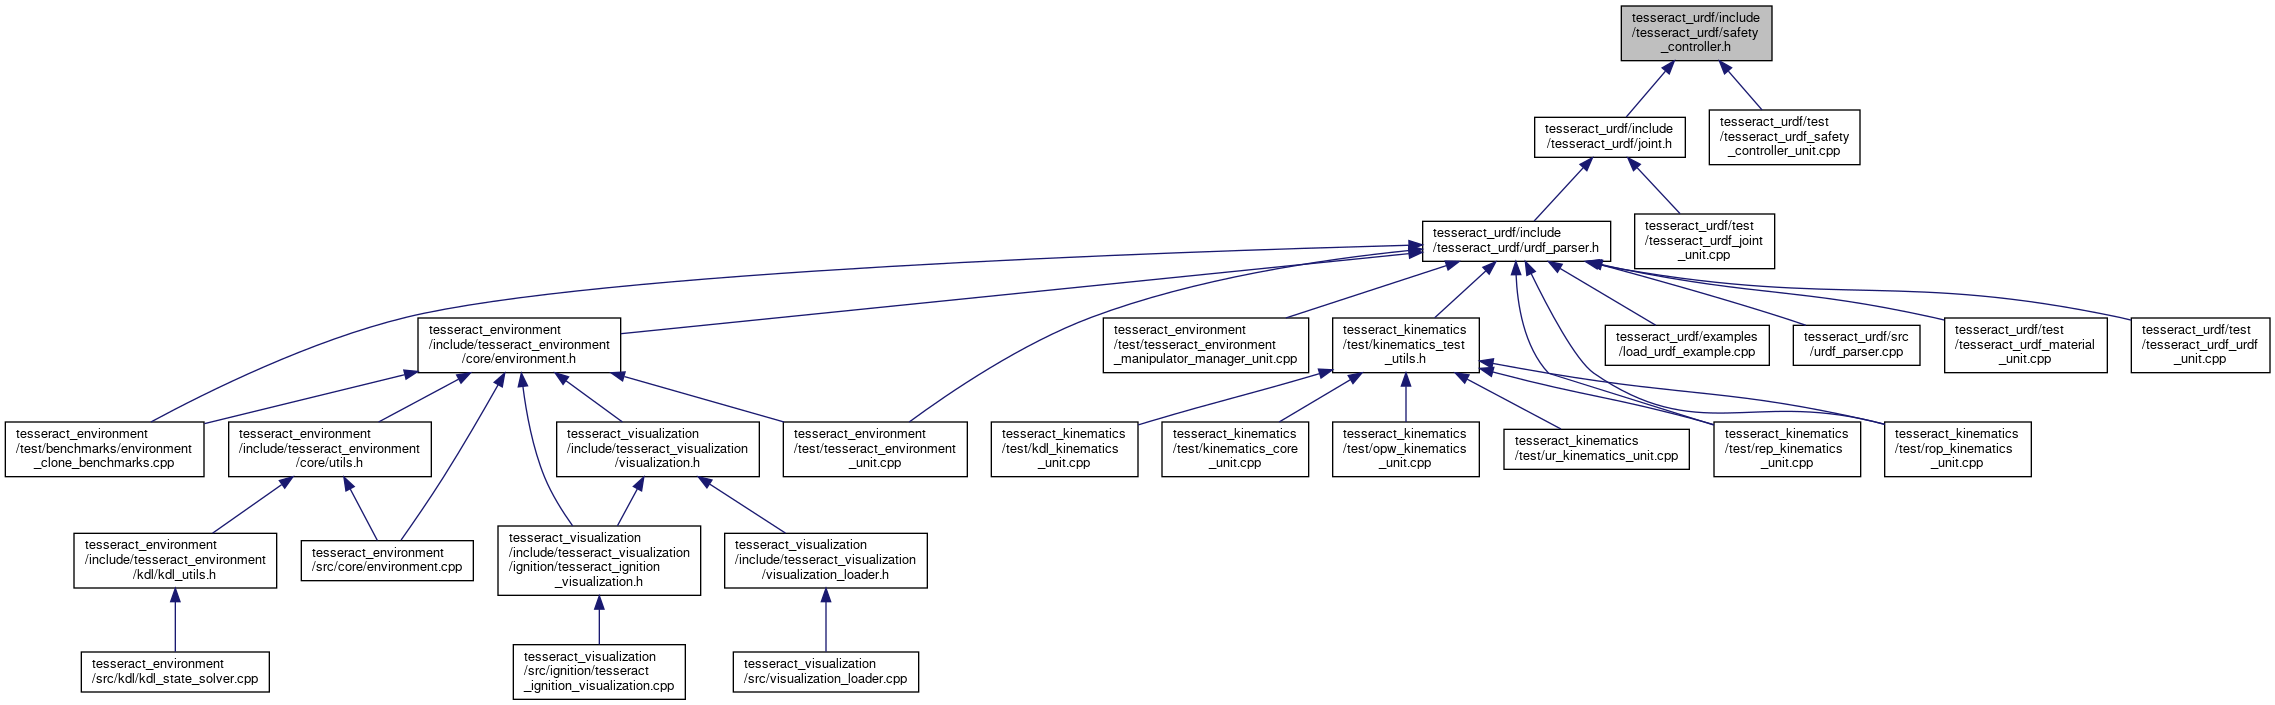 tesseract_urdf/include
/tesseract_urdf/safety
_controller.h
tesseract_urdf/include
/tesseract_urdf/joint.h
tesseract_urdf/test
/tesseract_urdf_safety
_controller_unit.cpp
tesseract_urdf/include
/tesseract_urdf/urdf_parser.h
tesseract_urdf/test
/tesseract_urdf_joint
_unit.cpp
tesseract_environment
/include/tesseract_environment
/core/environment.h
tesseract_environment
/test/tesseract_environment
_manipulator_manager_unit.cpp
tesseract_kinematics
/test/kinematics_test
_utils.h
tesseract_urdf/examples
/load_urdf_example.cpp
tesseract_urdf/src
/urdf_parser.cpp
tesseract_urdf/test
/tesseract_urdf_material
_unit.cpp
tesseract_urdf/test
/tesseract_urdf_urdf
_unit.cpp
tesseract_environment
/test/benchmarks/environment
_clone_benchmarks.cpp
tesseract_environment
/include/tesseract_environment
/core/utils.h
tesseract_visualization
/include/tesseract_visualization
/visualization.h
tesseract_environment
/test/tesseract_environment
_unit.cpp
tesseract_kinematics
/test/kdl_kinematics
_unit.cpp
tesseract_kinematics
/test/kinematics_core
_unit.cpp
tesseract_kinematics
/test/opw_kinematics
_unit.cpp
tesseract_kinematics
/test/ur_kinematics_unit.cpp
tesseract_kinematics
/test/rep_kinematics
_unit.cpp
tesseract_kinematics
/test/rop_kinematics
_unit.cpp
tesseract_environment
/include/tesseract_environment
/kdl/kdl_utils.h
tesseract_environment
/src/core/environment.cpp
tesseract_visualization
/include/tesseract_visualization
/ignition/tesseract_ignition
_visualization.h
tesseract_visualization
/include/tesseract_visualization
/visualization_loader.h
tesseract_environment
/src/kdl/kdl_state_solver.cpp
tesseract_visualization
/src/ignition/tesseract
_ignition_visualization.cpp
tesseract_visualization
/src/visualization_loader.cpp